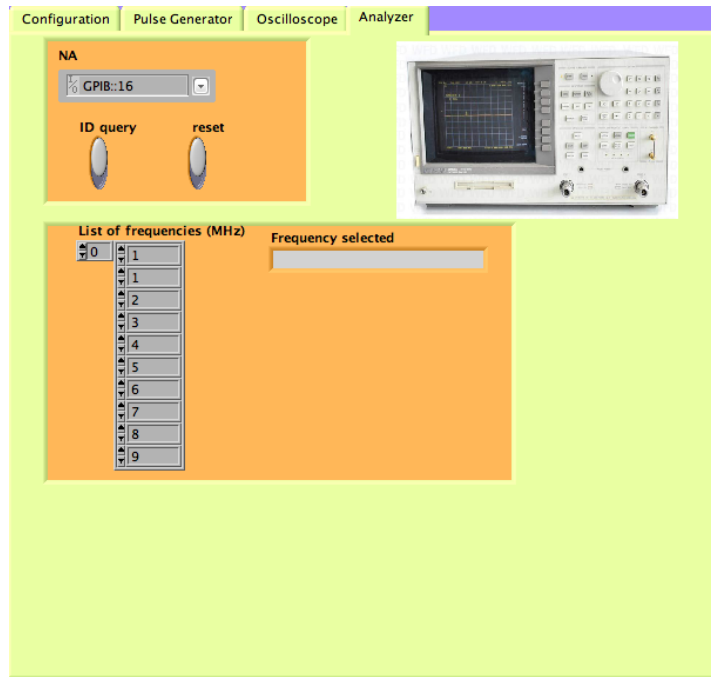 Configuration Pulse Generator Oscilloscope Analyzer
NA
I/O GPIB::16
ID query reset
List of frequencies (MHz) Frequency selected
0 1
1
2
3
4
5
6
7
8
9